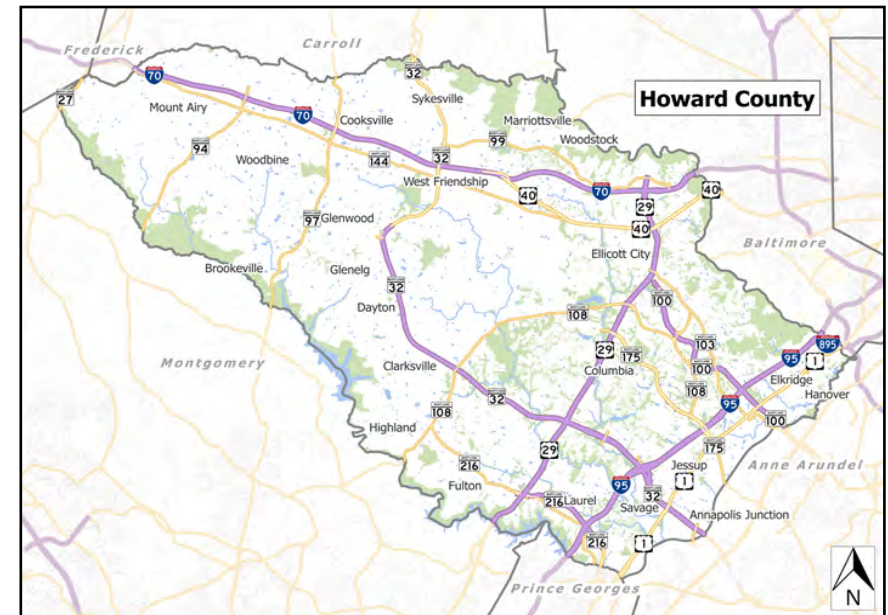 Frederick
Carroll
70
32
27
Sykesville
Howard County
Mount Airy
70
Cooksville
Marriottsville
94
99
Woodstock
Woodbine
144
32
West Friendship
70
40
40
29
97
Glenwood
40
Baltimore
Ellicott City
Brookeville
Glenelg
32
100
Dayton
108
103
895
29
175
95
1
Montgomery
Clarksville
Columbia
100
Elkridge
32
108
Hanover
95
108
100
Highland
29
175
216
Jessup
Anne Arundel
Fulton
95
1
32
216
Laurel
Savage
Annapolis Junction
216
1
Prince Georges
N